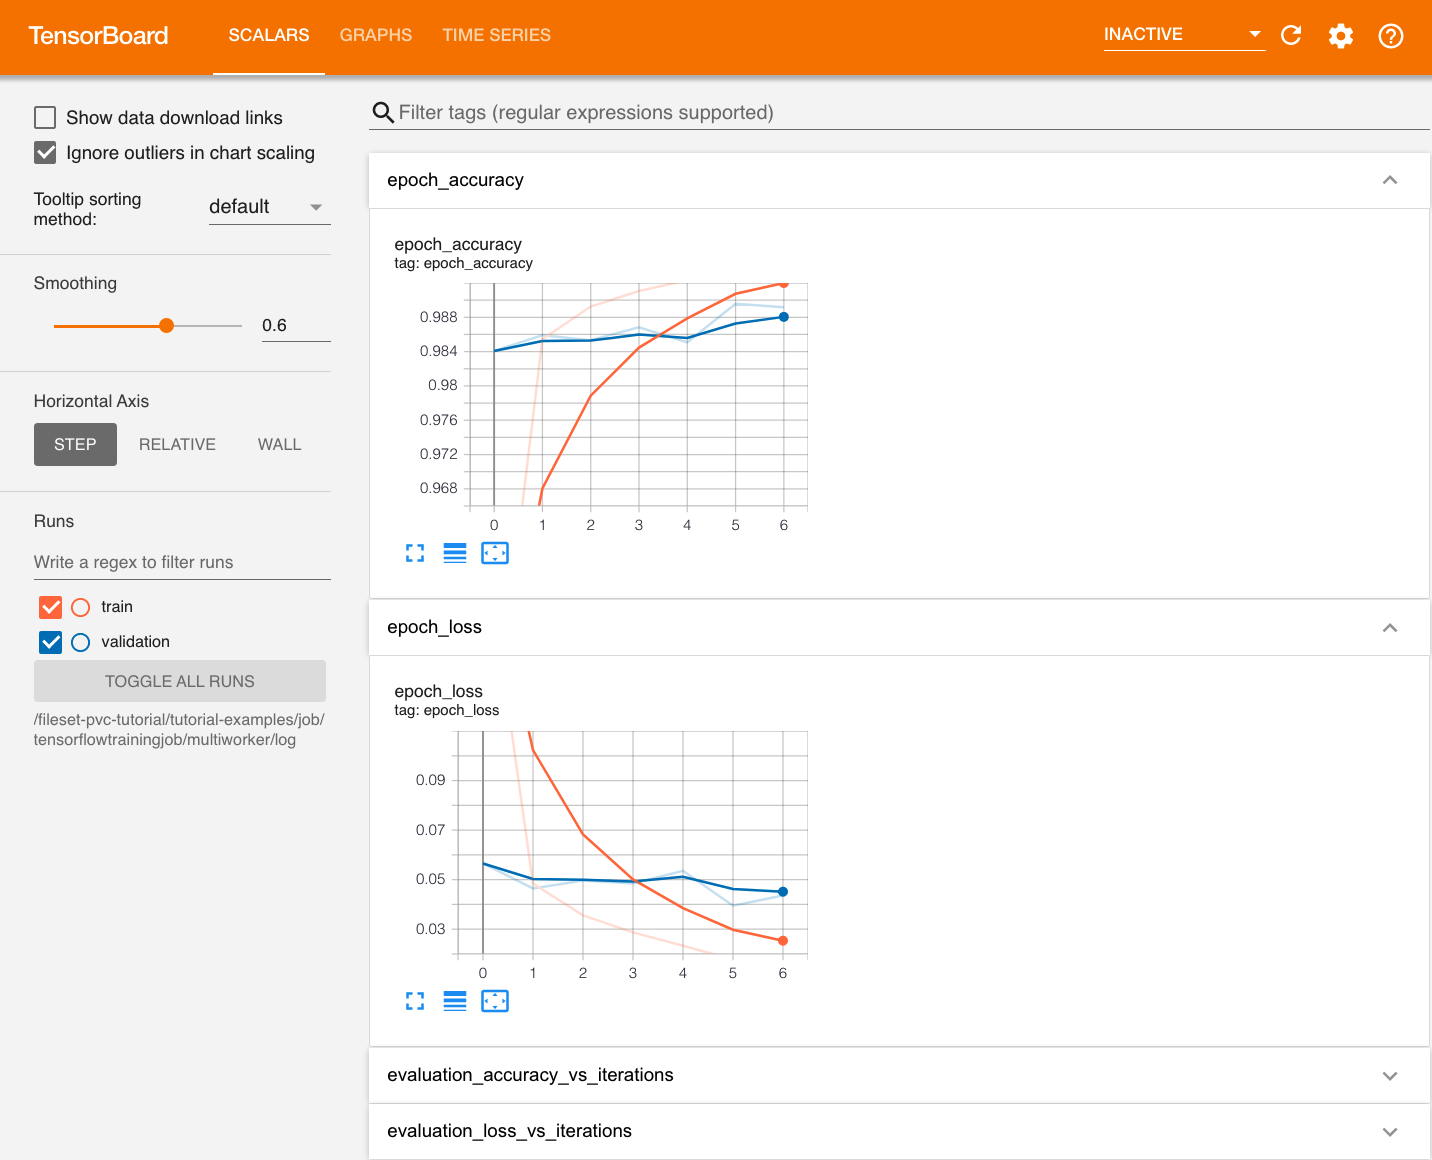 TensorBoard SCALARS GRAPHS TIME SERIES INACTIVE
Show data download links
Ignore outliers in chart scaling
Tooltip sorting
method:
default
Smoothing
0.6
Horizontal Axis
STEP RELATIVE WALL
Runs
Write a regex to filter runs
train
validation
TOGGLE ALL RUNS
/fileset-pvc-tutorial/tutorial-examples/job/
tensorflowtrainingjob/multiworker/log
Filter tags (regular expressions supported)
epoch_accuracy
epoch_accuracy
tag: epoch_accuracy
0.988
0.984
0.98
0.976
0.972
0.968
0 1 2 3 4 5 6
epoch_loss
epoch_loss
tag: epoch_loss
0.09
0.07
0.05
0.03
0 1 2 3 4 5 6
evaluation_accuracy_vs_iterations
evaluation_loss_vs_iterations